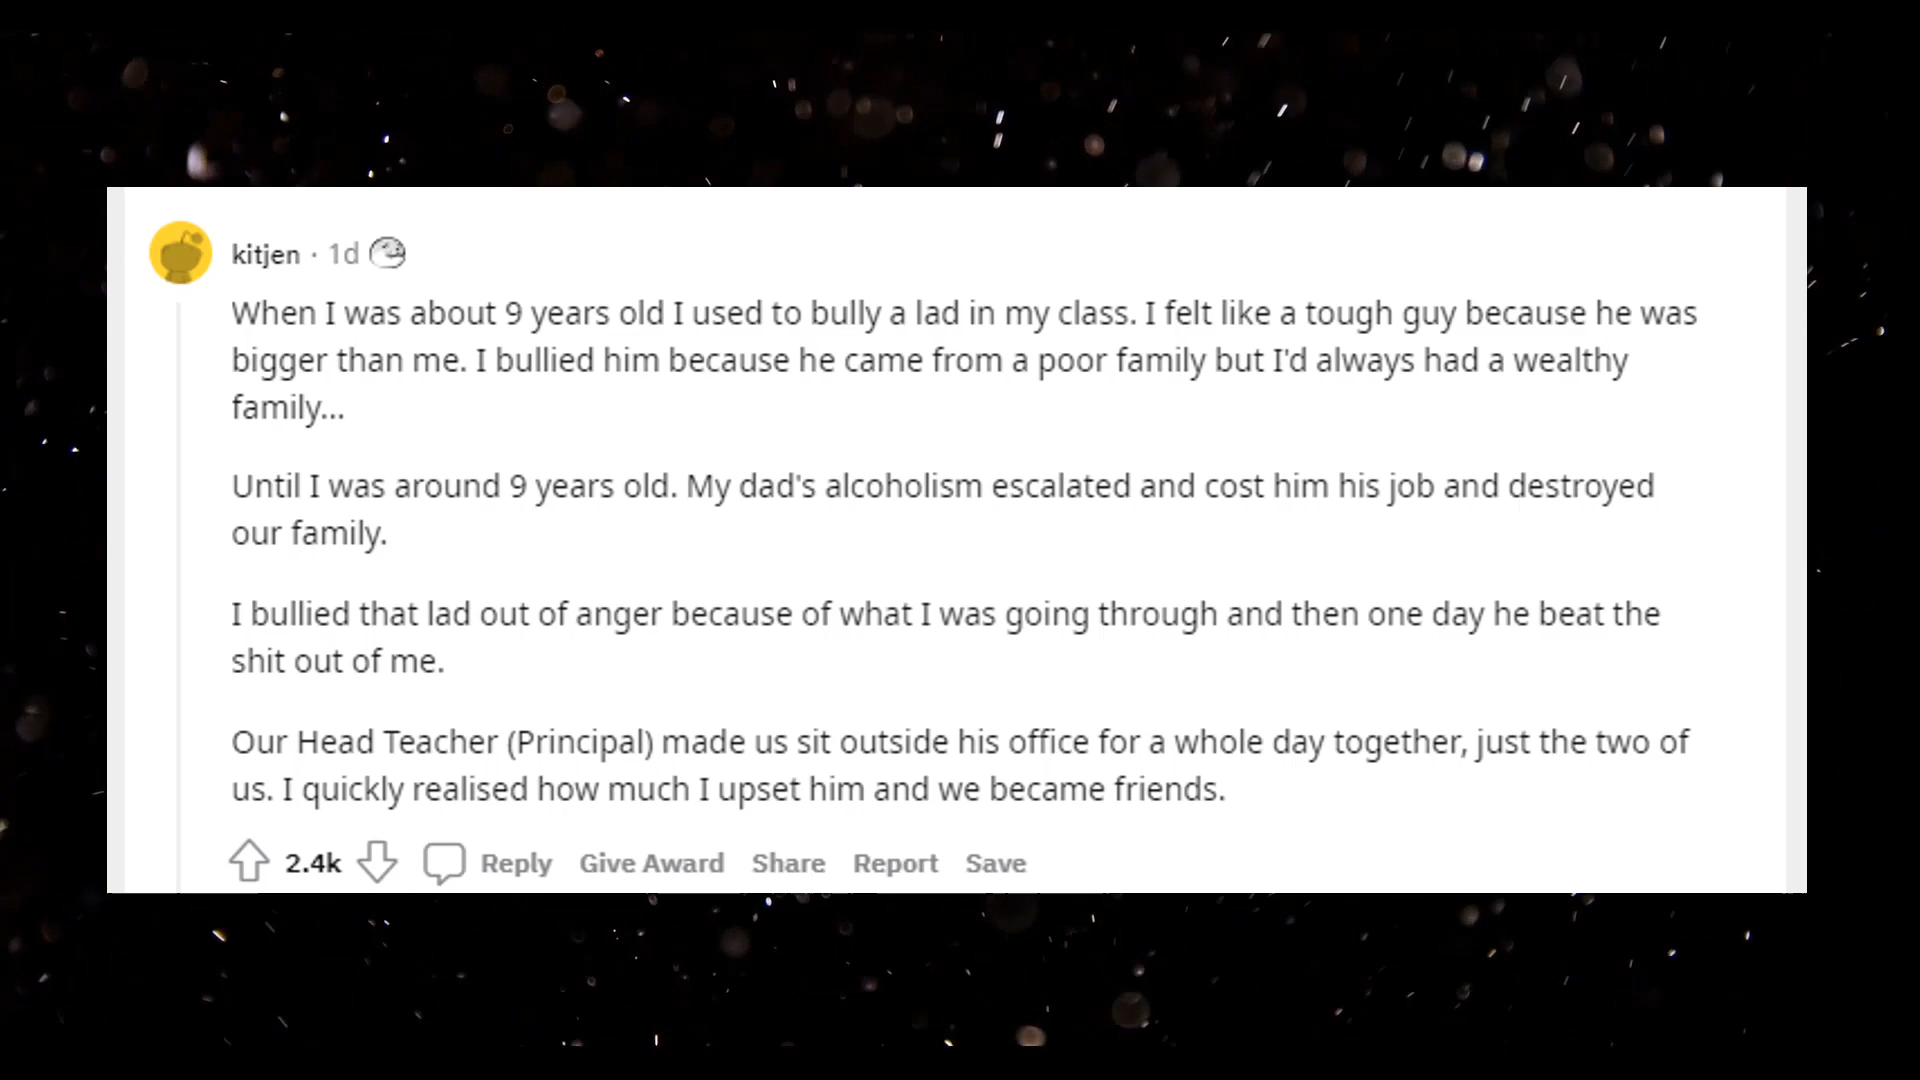 kitjen · 1d
When I was about 9 years old I used to bully a lad in my class. I felt like a tough guy because he was
bigger than me. I bullied him because he came from a poor family but I'd always had a wealthy
family...
Until I was around 9 years old. My dad's alcoholism escalated and cost him his job and destroyed
our family.
I bullied that lad out of anger because of what I was going through and then one day he beat the
shit out of me.
Our Head Teacher (Principal) made us sit outside his office for a whole day together, just the two of
us. I quickly realised how much I upset him and we became friends.
2.4k Reply Give Award Share Report Save